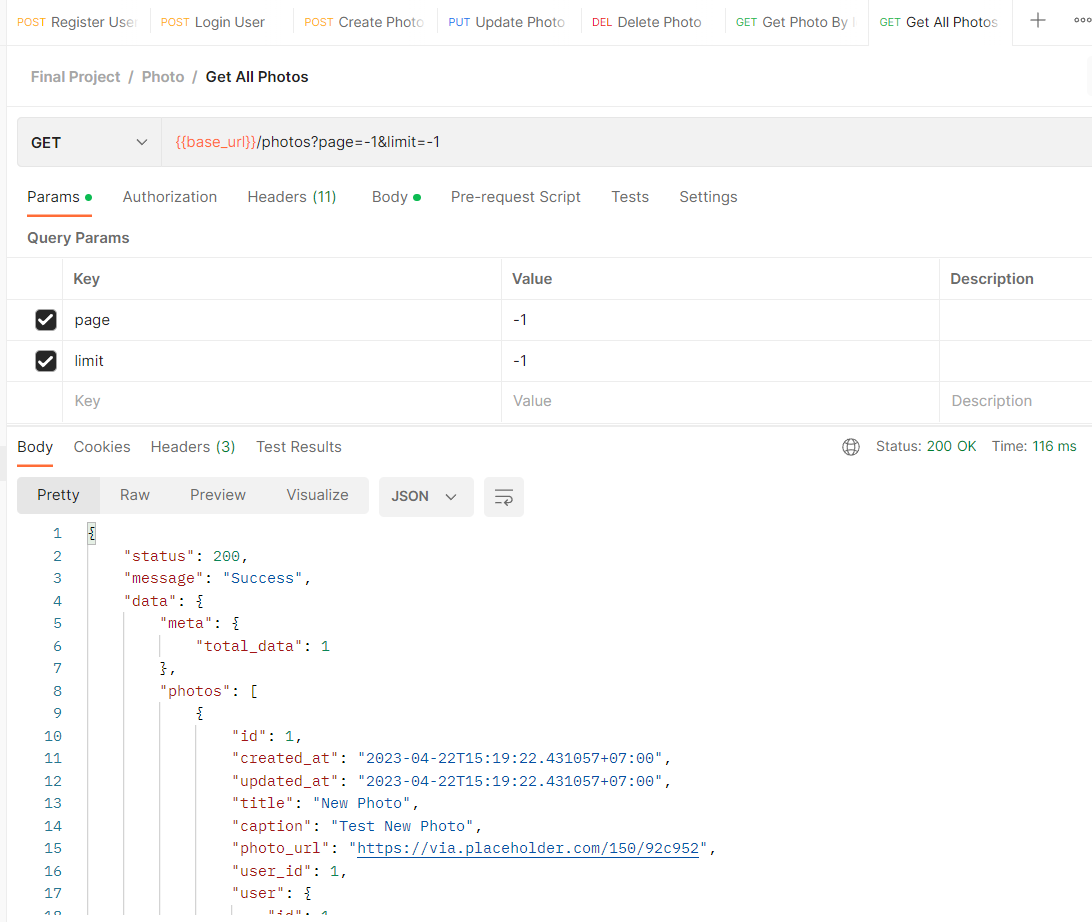 POST Register User POST Login User POST Create Photo PUT Update Photo DEL Delete Photo GET Get Photo By GET Get All Photos
Final Project / Photo / Get All Photos
GET {{base_url}}/photos?page=-1&limit=-1
Params Authorization Headers (11) Body Pre-request Script Tests Settings
Query Params
Key Value Description
page -1
limit -1
Key Value Description
Body Cookies Headers (3) Test Results Status: 200 OK Time: 116 ms
Pretty Raw Preview Visualize JSON
1 {
2 "status": 200,
3 "message": "Success",
4 "data": {
5 "meta": {
6 "total_data": 1
7 },
8 "photos": [
9 {
10 "id": 1,
11 "created_at": "2023-04-22T15:19:22.431057+07:00",
12 "updated_at": "2023-04-22T15:19:22.431057+07:00",
13 "title": "New Photo",
14 "caption": "Test New Photo",
15 "photo_url": "https://via.placeholder.com/150/92c952",
16 "user_id": 1,
17 "user": {
18 "id": 1